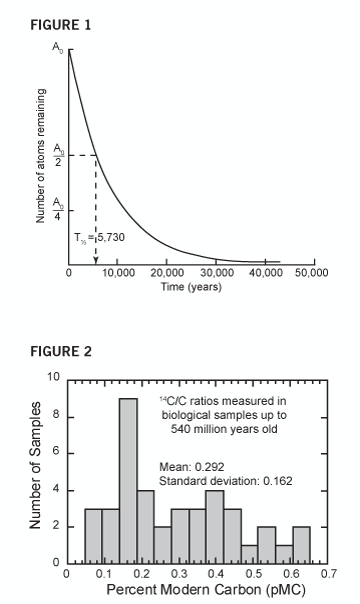 FIGURE 1
A₀
A₀
2
A₀
4
Number of atoms remaining
T½ = 5,730
0 10,000 20,000 30,000 40,000 50,000
Time (years)
FIGURE 2
10
8
6
4
2
0
Number of Samples
¹⁴C/C ratios measured in
biological samples up to
540 million years old
Mean: 0.292
Standard deviation: 0.162
0 0.1 0.2 0.3 0.4 0.5 0.6 0.7
Percent Modern Carbon (pMC)